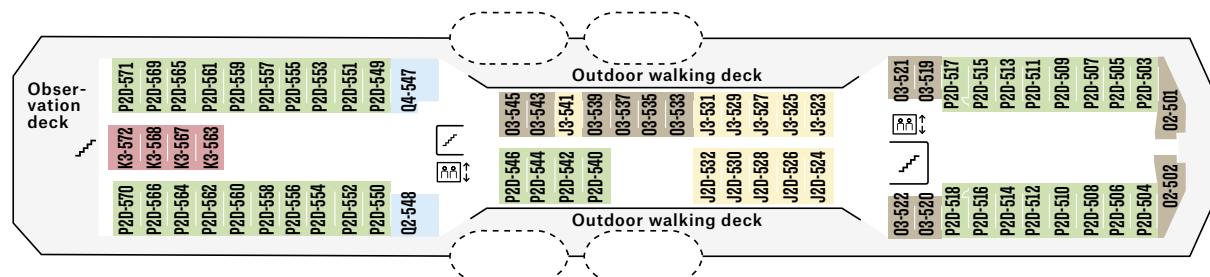 Obser-
vation
deck
P2D-571
P2D-569
P2D-565
P2D-561
P2D-559
P2D-557
P2D-555
P2D-553
P2D-551
P2D-549
Q4-547
K3-572
K3-568
K3-567
K3-563
P2D-570
P2D-566
P2D-564
P2D-562
P2D-560
P2D-558
P2D-556
P2D-554
P2D-552
P2D-550
Q2-548
Outdoor walking deck
O3-545
O3-543
J3-541
O3-539
O3-537
O3-535
O3-533
J3-531
J3-529
J3-527
J3-525
J3-523
P2D-546
P2D-544
P2D-542
P2D-540
J2D-532
J2D-530
J2D-528
J2D-526
J2D-524
Outdoor walking deck
O3-521
O3-519
P2D-517
P2D-515
P2D-513
P2D-511
P2D-509
P2D-507
P2D-505
P2D-503
O2-501
O3-522
O3-520
P2D-518
P2D-516
P2D-514
P2D-512
P2D-510
P2D-508
P2D-506
P2D-504
O2-502